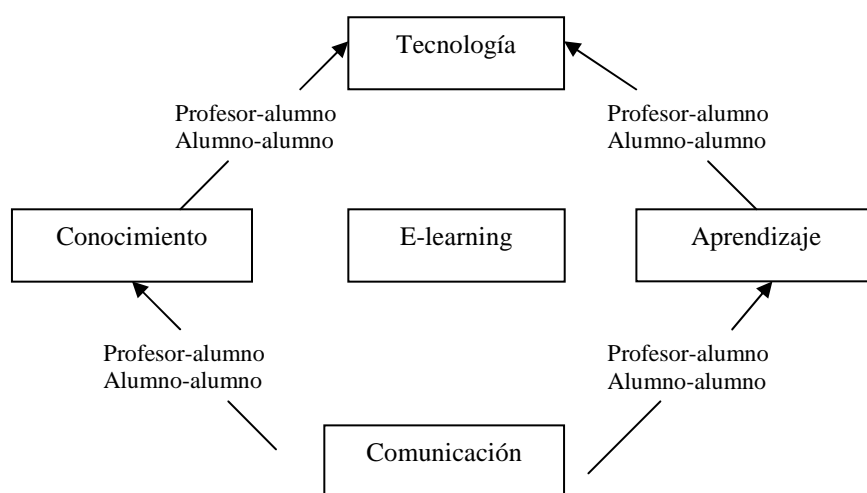 Tecnología
Profesor-alumno
Alumno-alumno
Profesor-alumno
Alumno-alumno
Conocimiento
E-learning
Aprendizaje
Profesor-alumno
Alumno-alumno
Profesor-alumno
Alumno-alumno
Comunicación